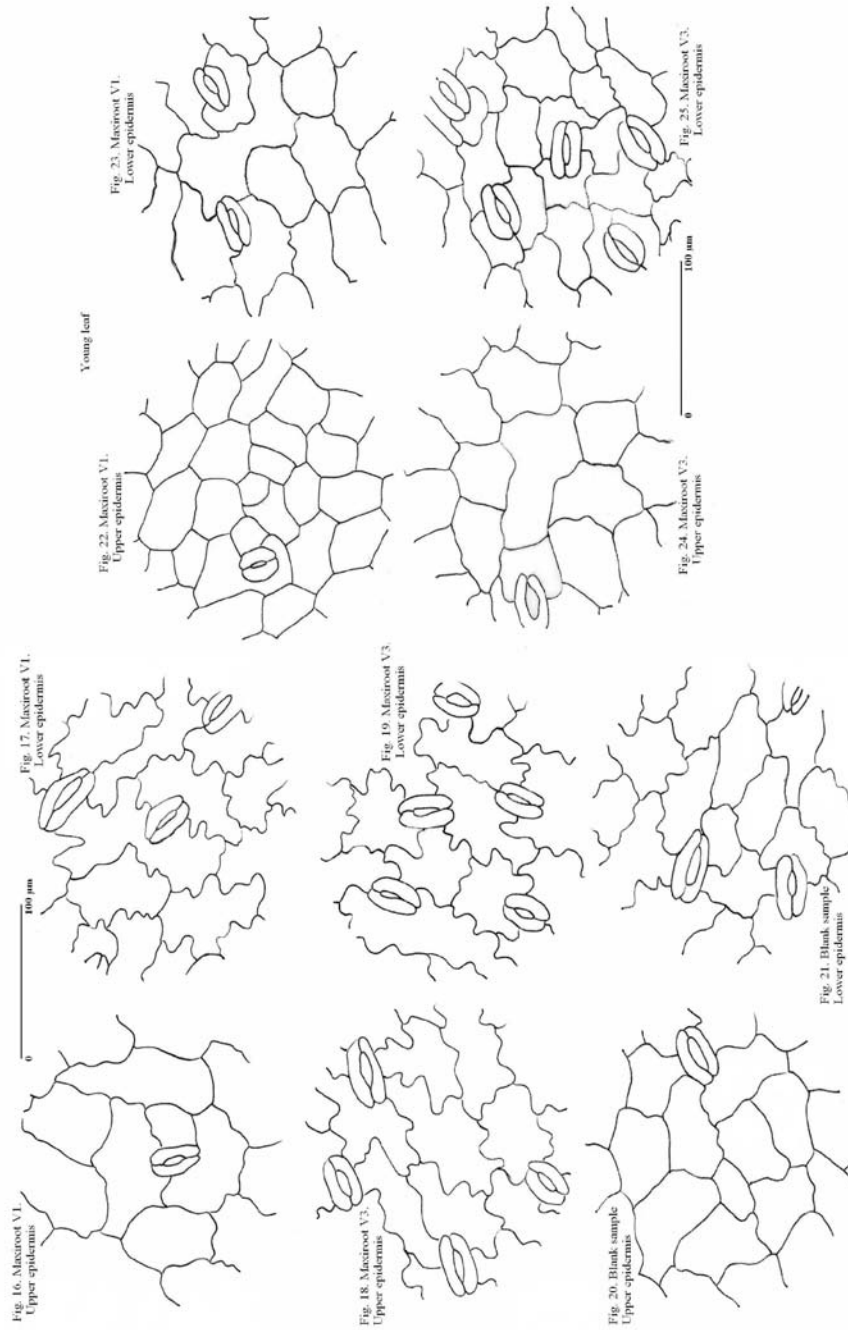 Fig. 16. Maxiroot V1.
Upper epidermis
0
100 µm
Fig. 17. Maxiroot V1.
Lower epidermis
Fig. 18. Maxiroot V3.
Upper epidermis
Fig. 19. Maxiroot V3.
Lower epidermis
Fig. 20. Blank sample
Upper epidermis
Fig. 21. Blank sample
Lower epidermis
Young leaf
Fig. 22. Maxiroot V1.
Upper epidermis
Fig. 23. Maxiroot V1.
Lower epidermis
Fig. 24. Maxiroot V3.
Upper epidermis
0
100 µm
Fig. 25. Maxiroot V3.
Lower epidermis